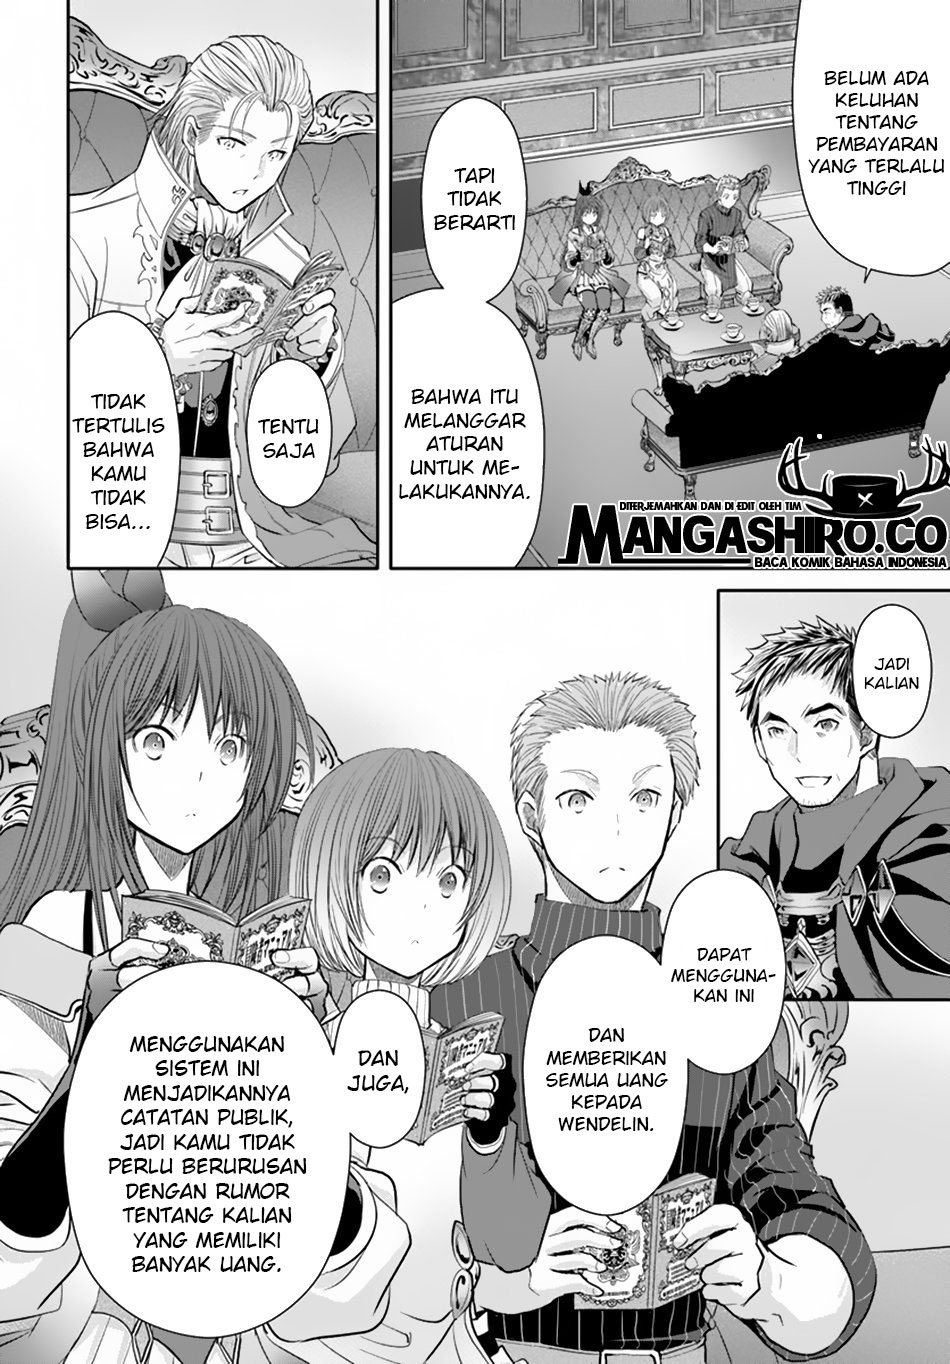 BELUM ADA
KELUHAN
TENTANG
PEMBAYARAN
YANG TERLALU
TINGGI
TAPI
TIDAK
BERARTI
BAHWA ITU
MELANGGAR
ATURAN
UNTUK ME-
LAKUKANNYA.
TENTU
SAJA
TIDAK
TERTULIS
BAHWA
KAMU
TIDAK
BISA...
DITERJEMAHKAN DAN DI EDIT OLEH TIM
MANGASHIRO.CO
BACA KOMIK BAHASA INDONESIA
JADI
KALIAN
DAPAT
MENGGUNA-
KAN INI
DAN
MEMBERIKAN
SEMUA UANG
KEPADA
WENDELIN.
DAN
JUGA,
MENGGUNAKAN
SISTEM INI
MENJADIKANNYA
CATATAN PUBLIK,
JADI KAMU TIDAK
PERLU BERURUSAN
DENGAN RUMOR
TENTANG KALIAN
YANG MEMILIKI
BANYAK UANG.